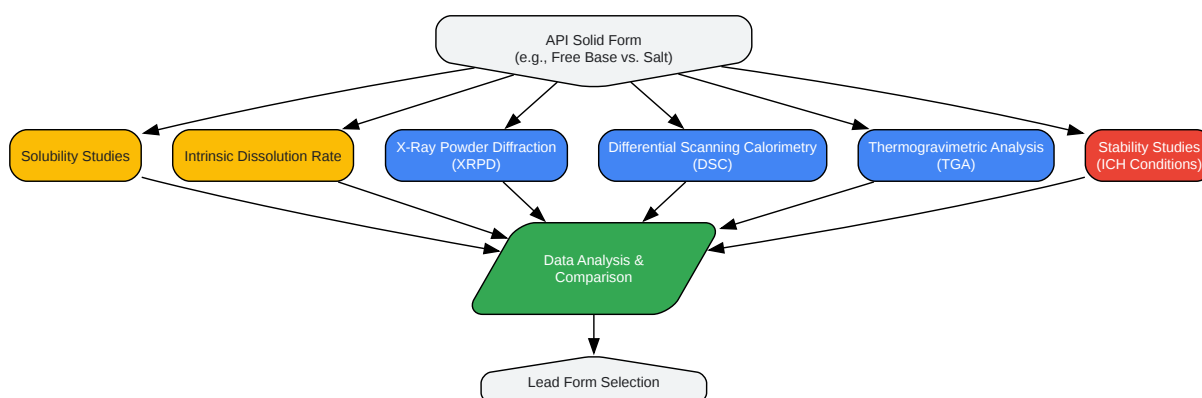 API Solid Form
(e.g., Free Base vs. Salt)
Solubility Studies
Intrinsic Dissolution Rate
X-Ray Powder Diffraction
(XRPD)
Differential Scanning Calorimetry
(DSC)
Thermogravimetric Analysis
(TGA)
Stability Studies
(ICH Conditions)
Data Analysis &
Comparison
Lead Form Selection